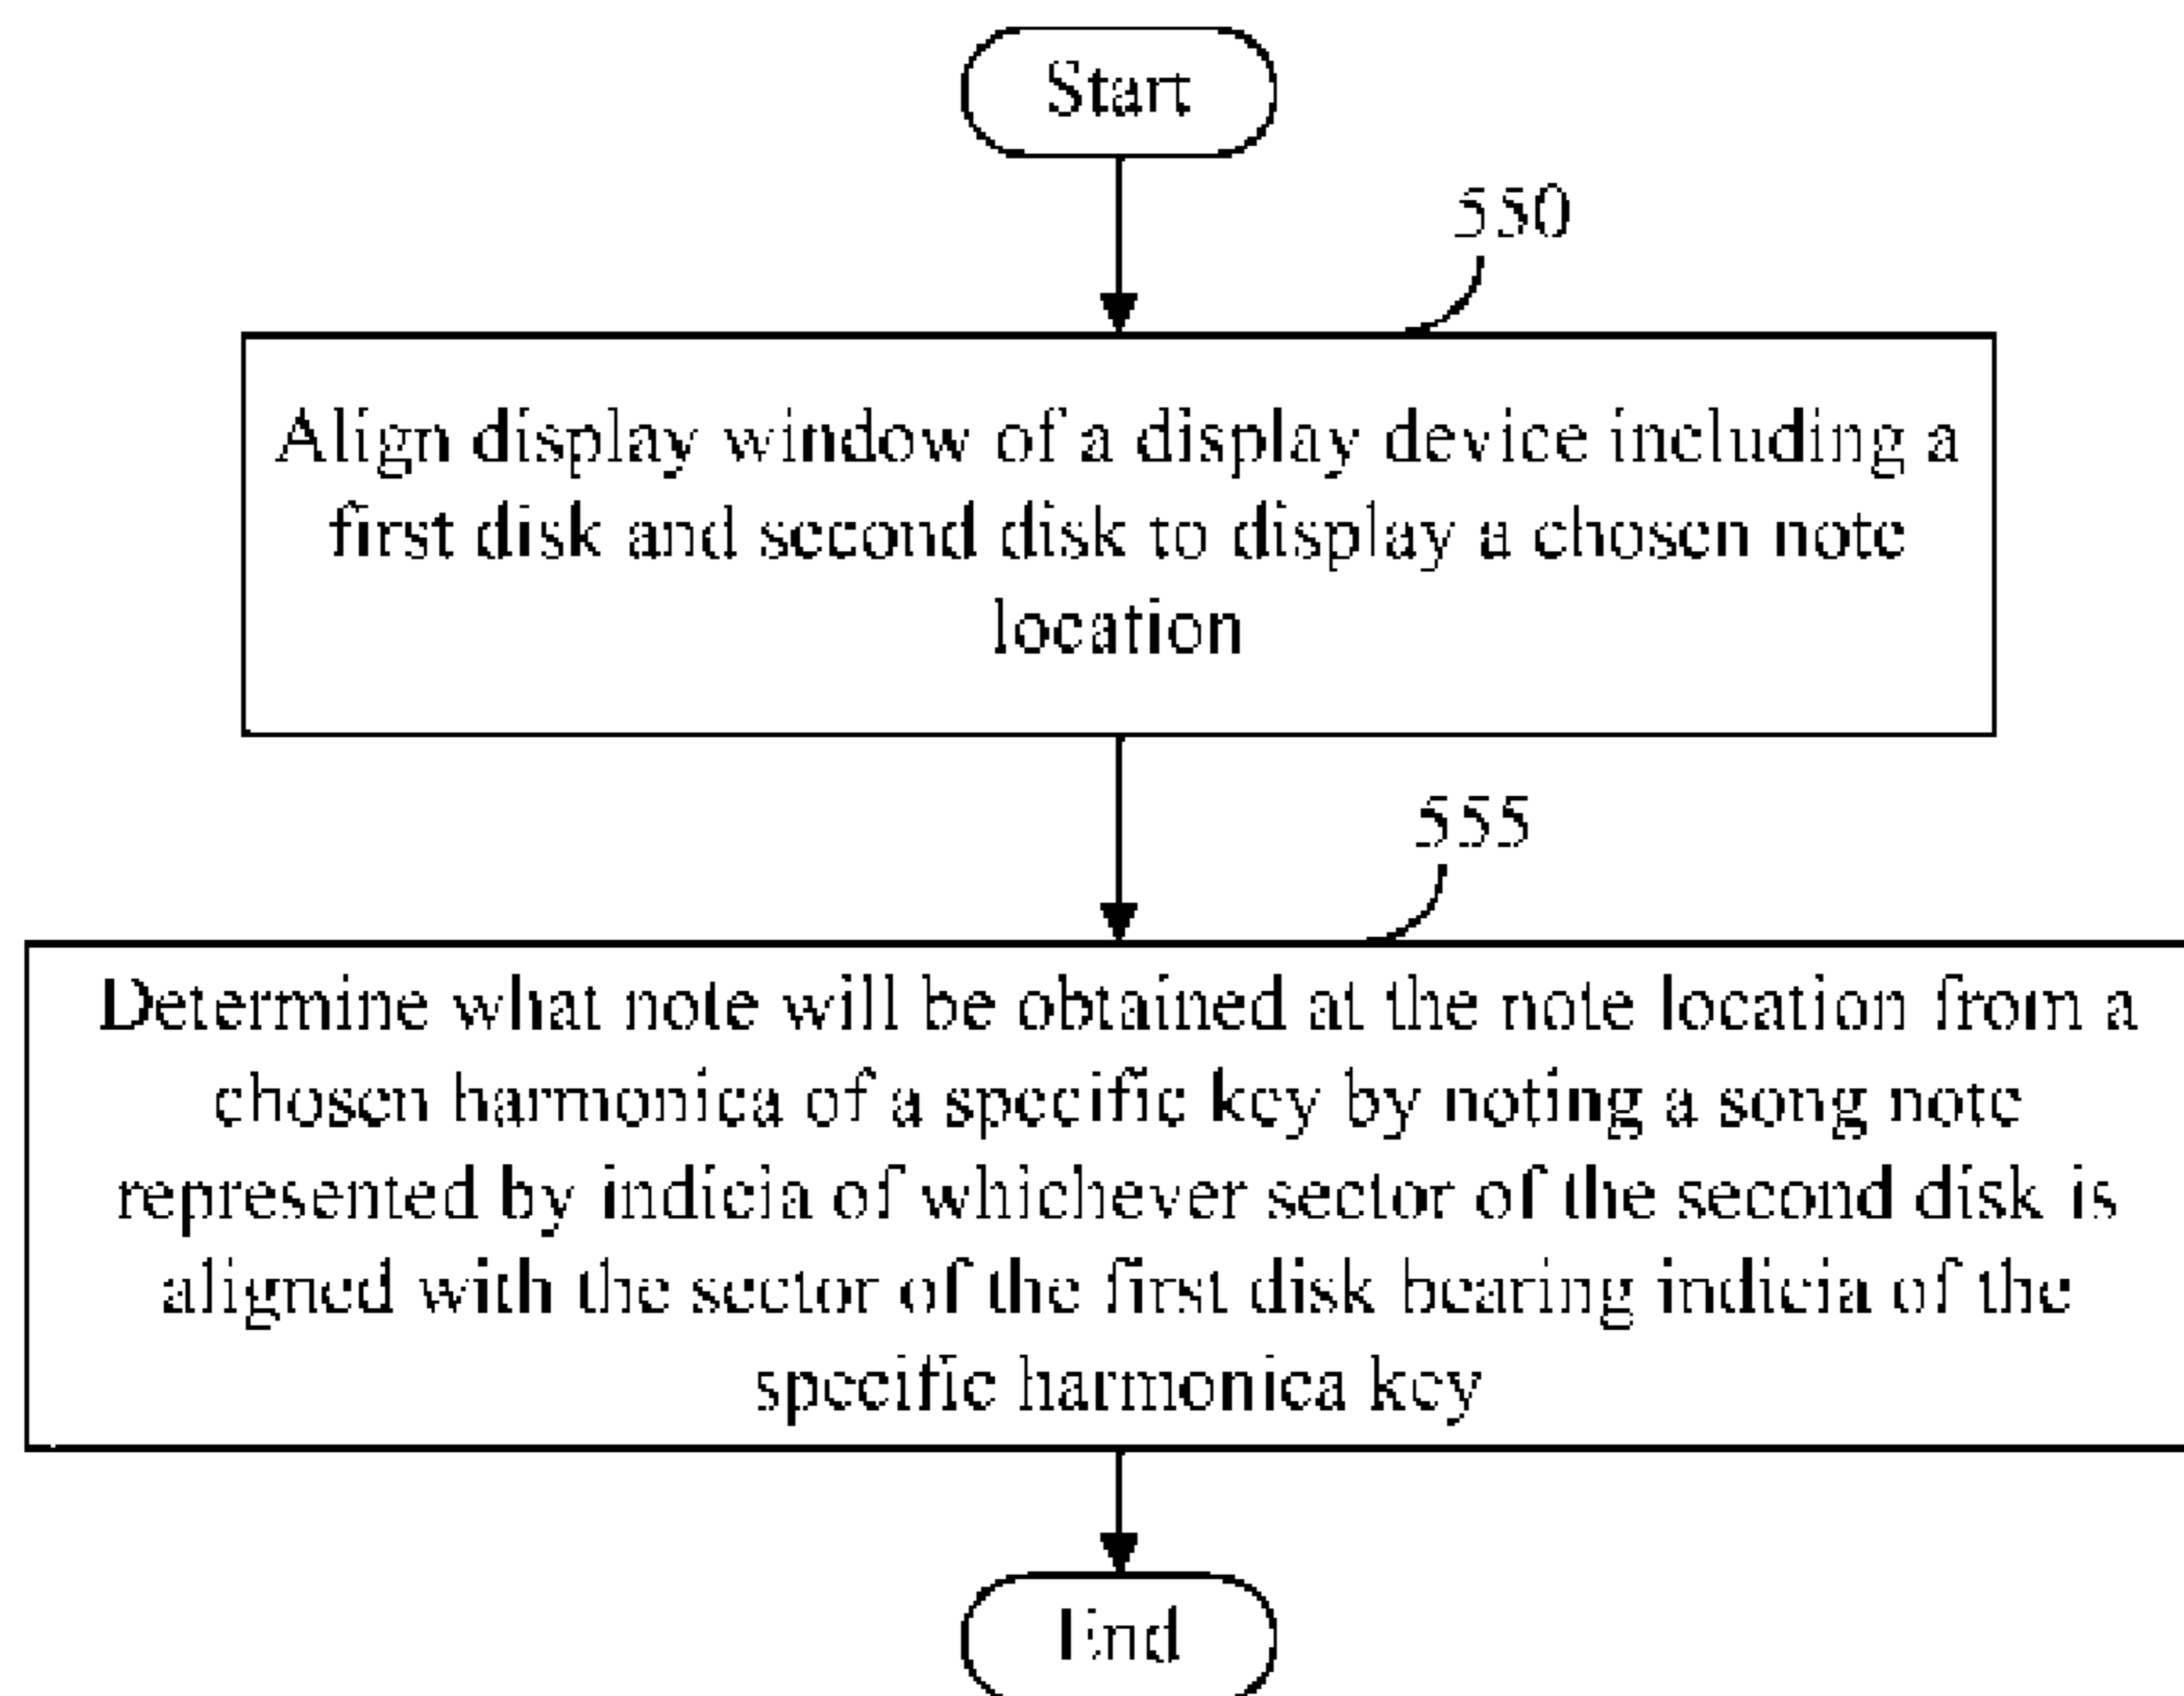 Start
550
Align display window of a display device including a
first disk and second disk to display a chosen note
location
555
Determine what note will be obtained at the note location from a
chosen harmonica of a specific key by noting a song note
represented by indicia of whichever sector of the second disk is
aligned with the sector of the first disk bearing indicia of the
specific harmonica key
End